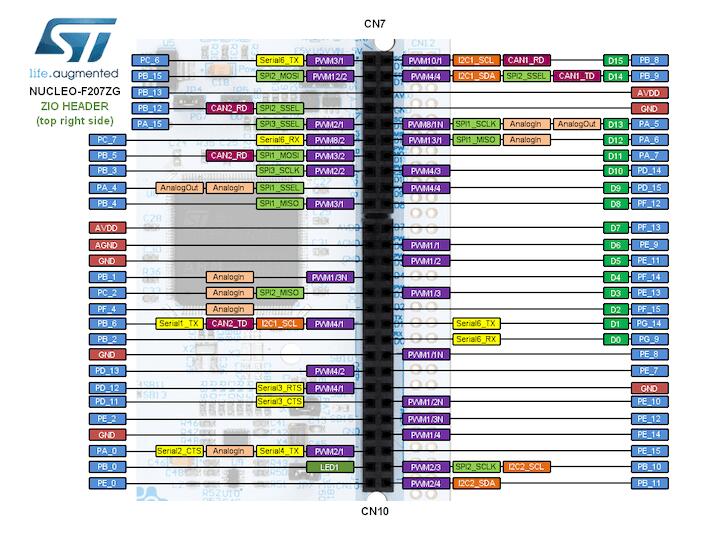 CN7
ST
life.augmented
NUCLEO-F207ZG
ZIO HEADER
(top right side)
PC_6 Serial6_TX PWM3/1 PWM10/1 I2C1_SCL CAN1_RD D15 PB_8
PB_15 SPI2_MOSI PWM12/2 PWM4/4 I2C1_SDA SPI2_SSEL CAN1_TD D14 PB_9
PB_13 AVDD
PB_12 CAN2_RD SPI2_SSEL GND
PA_15 SPI3_SSEL PWM2/1 PWM8/1N SPI1_SCLK AnalogIn AnalogOut D13 PA_5
PC_7 Serial6_RX PWM8/2 PWM13/1 SPI1_MISO AnalogIn D12 PA_6
PB_5 CAN2_RD SPI1_MOSI PWM3/2 D11 PA_7
PB_3 SPI3_SCLK PWM2/2 PWM4/3 D10 PD_14
PA_4 AnalogOut AnalogIn SPI1_SSEL PWM4/4 D9 PD_15
PB_4 SPI1_MISO PWM3/1 D8 PF_12
AVDD D7 PF_13
AGND PWM1/1 D6 PE_9
GND PWM1/2 D5 PE_11
PB_1 AnalogIn PWM1/3N D4 PF_14
PC_2 AnalogIn SPI2_MISO PWM1/3 D3 PE_13
PF_4 AnalogIn D2 PF_15
PB_6 Serial1_TX CAN2_TD I2C1_SCL PWM4/1 Serial6_TX D1 PG_14
PB_2 Serial6_RX D0 PG_9
GND PWM1/1N PE_8
PD_13 PWM4/2 PE_7
PD_12 Serial3_RTS PWM4/1 GND
PD_11 Serial3_CTS PWM1/2N PE_10
PE_2 PWM1/3N PE_12
GND PWM1/4 PE_14
PA_0 Serial2_CTS AnalogIn Serial4_TX PWM2/1 PE_15
PB_0 LED1 PWM2/3 SPI2_SCLK I2C2_SCL PB_10
PE_0 PWM2/4 I2C2_SDA PB_11
CN10